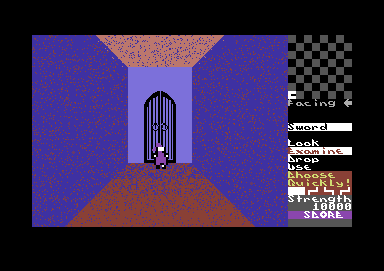 Facing
Sword
Look
Examine
Drop
Use
Choose
Quickly!
Strength
10000
SCORE